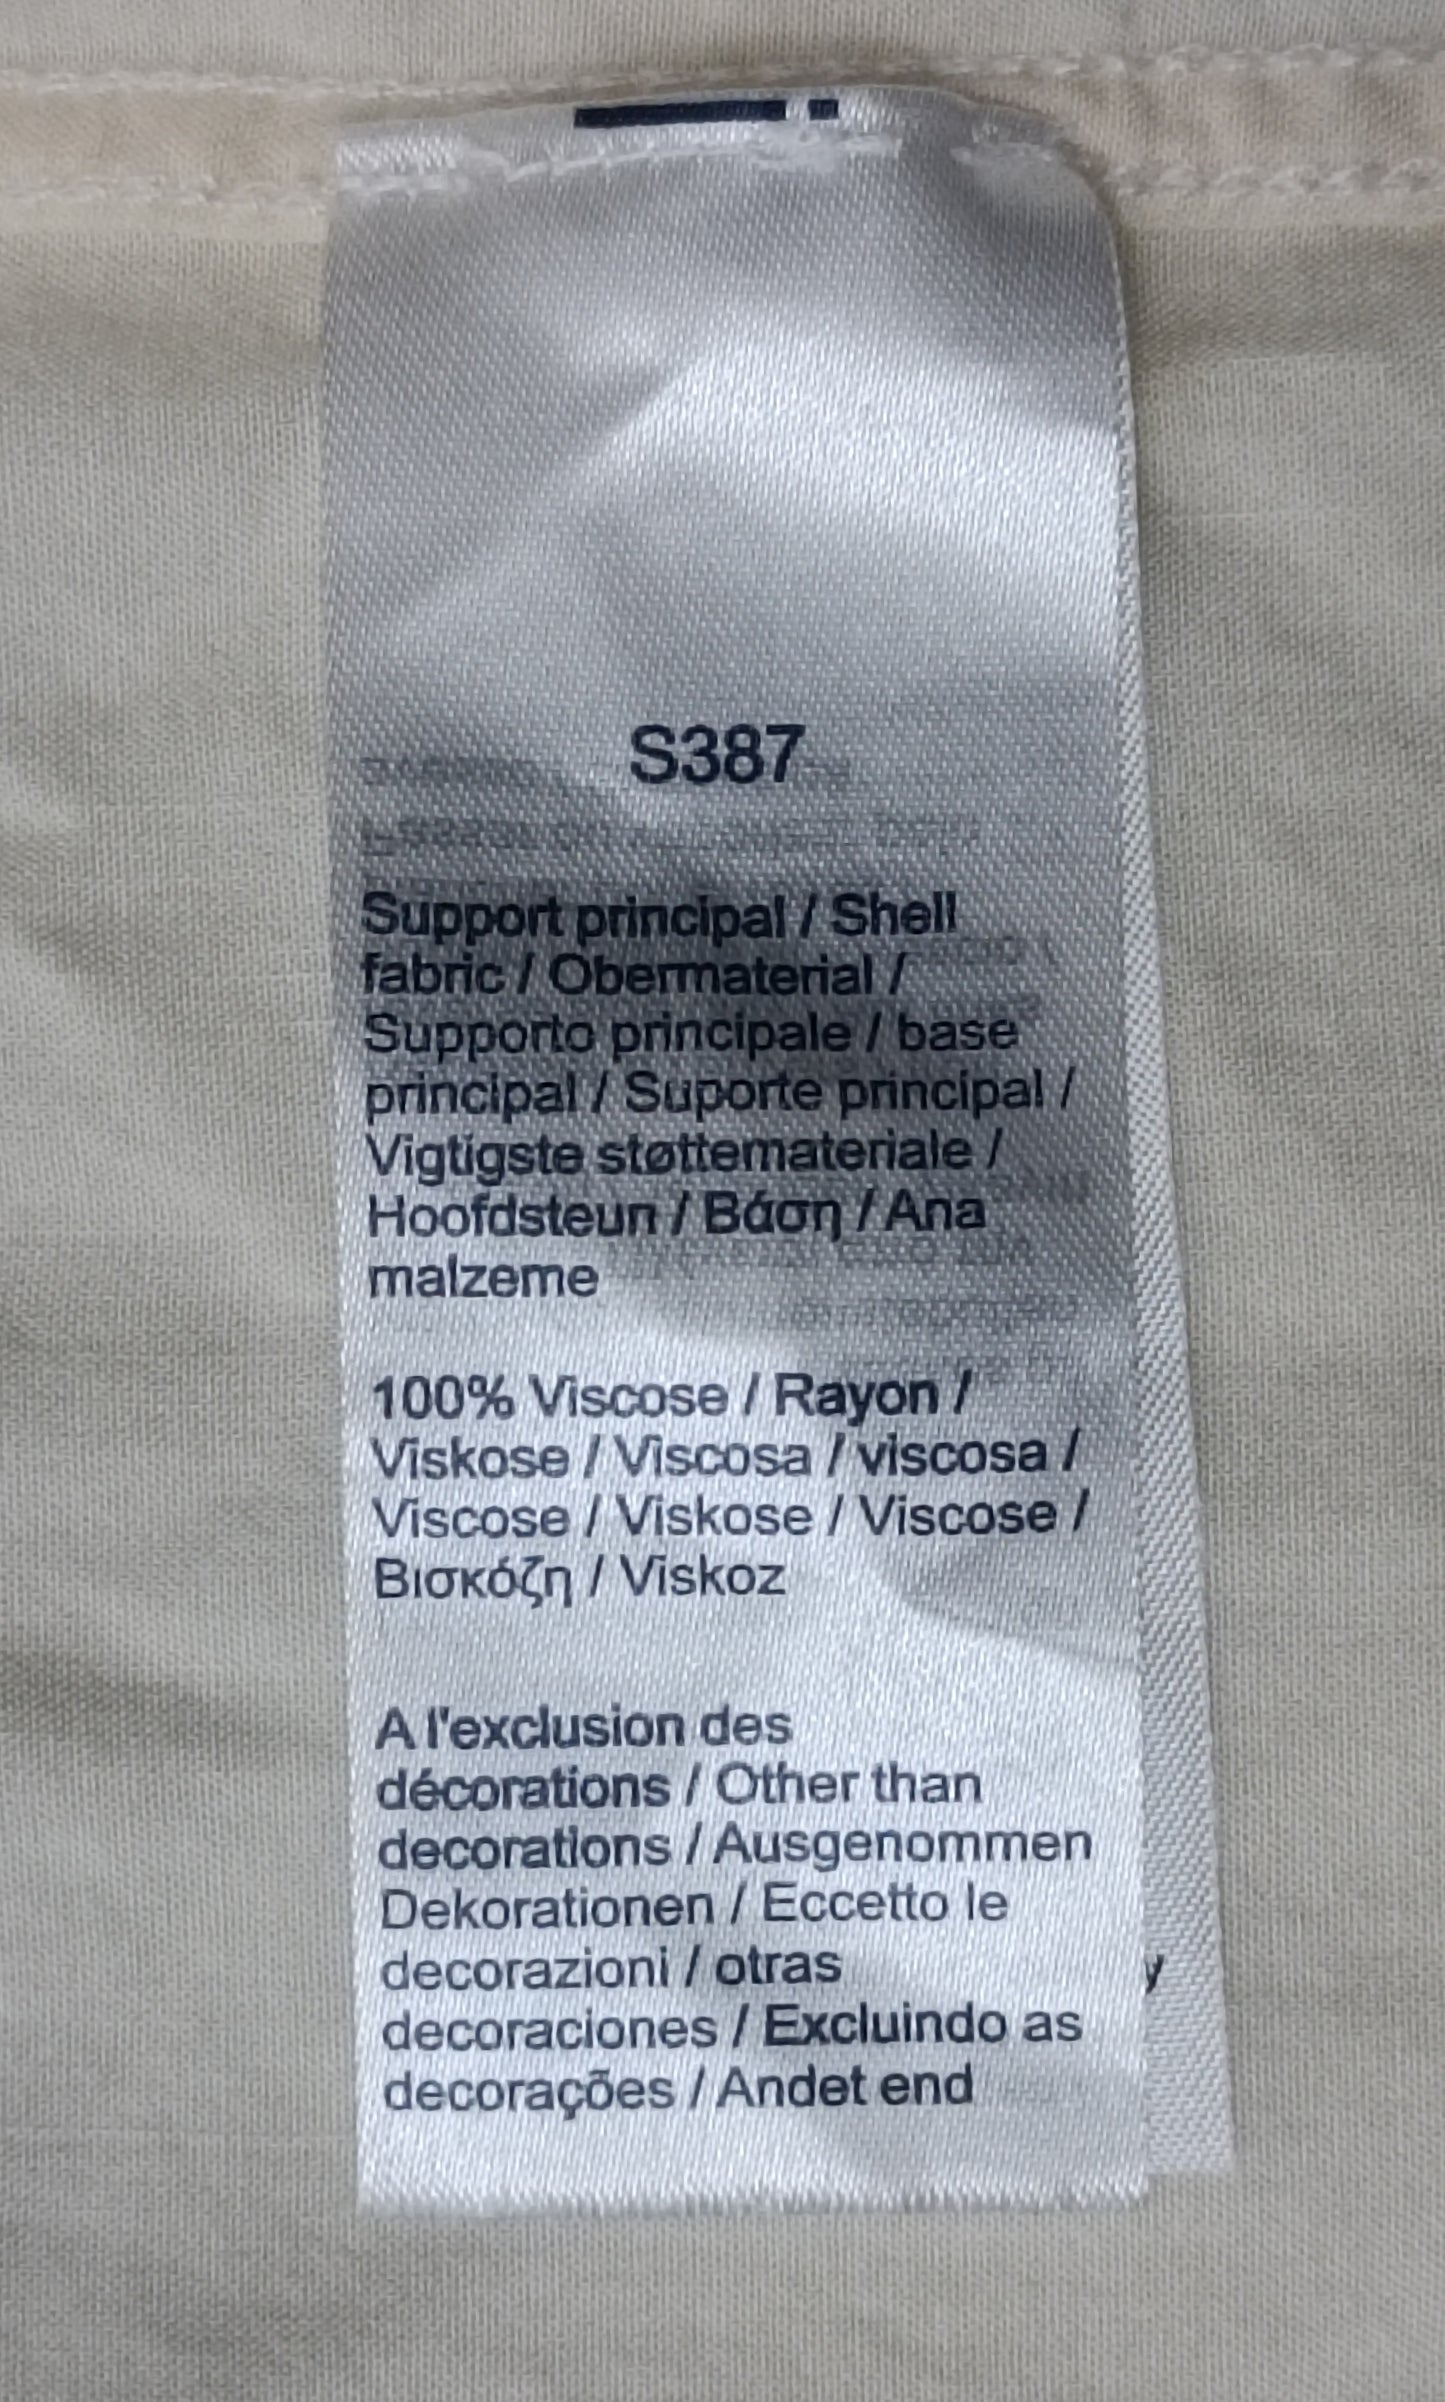 S387
Support principal / Shell
fabric / Obermaterial /
Supporto principale / base
principal / Suporte principal /
Vigtigste støttemateriale /
Hoofdsteun / Βάση / Ana
malzeme
100% Viscose / Rayon /
Viskose / Viscosa / viscosa /
Viscose / Viskose / Viscose /
Βισκόζη / Viskoz
A l'exclusion des
décorations / Other than
decorations / Ausgenommen
Dekorationen / Eccetto le
decorazioni / otras
decoraciones / Excluindo as
decorações / Andet end
y